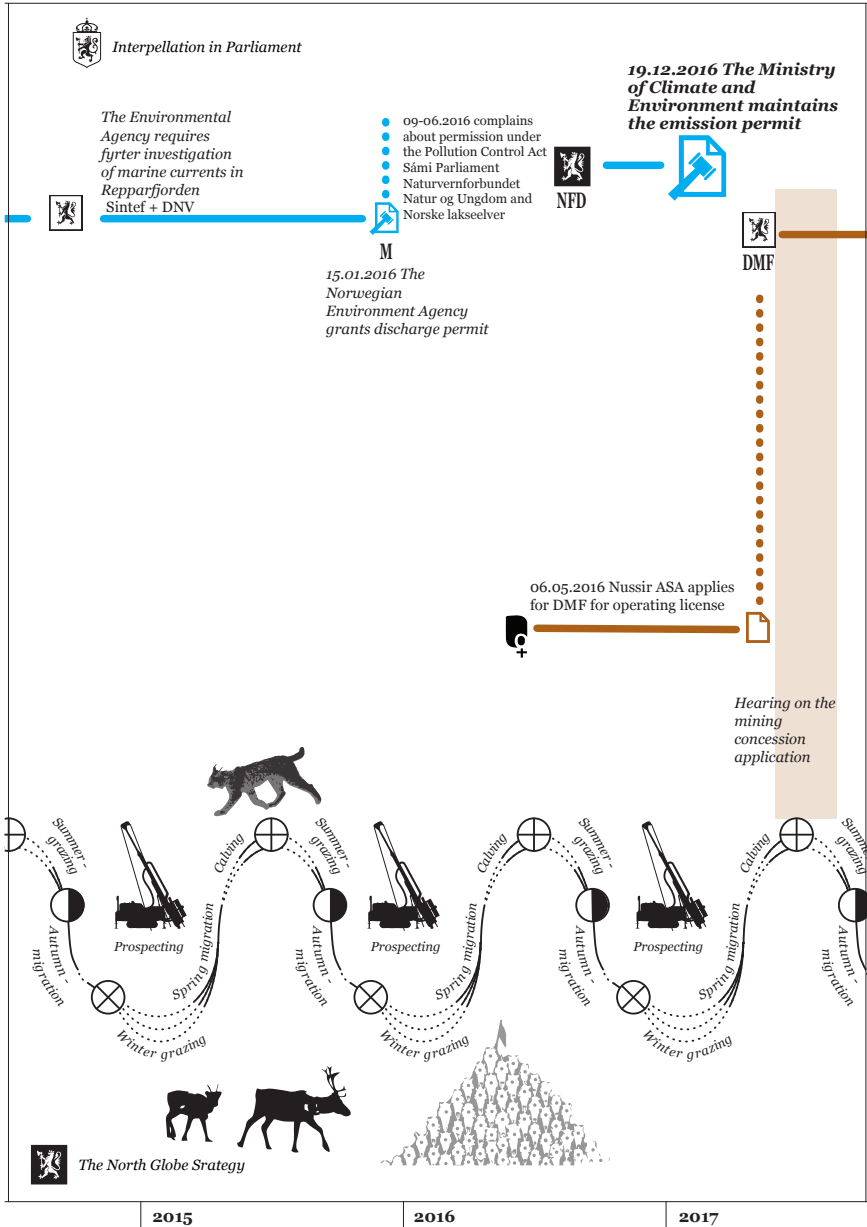 Interpellation in Parliament
19.12.2016 The Ministry
of Climate and
Environment maintains
the emission permit
The Environmental
Agency requires
fyrter investigation
of marine currents in
Repparfjorden
Sintef + DNV
09-06.2016 complains
about permission under
the Pollution Control Act
Sámi Parliament
Naturvernforbundet
Natur og Ungdom and
Norske lakseelver
NFD
M
DMF
15.01.2016 The
Norwegian
Environment Agency
grants discharge permit
06.05.2016 Nussir ASA applies
for DMF for operating license
Hearing on the
mining
concession
application
Summer-
grazing
Autumn -
migration
Prospecting
Winter grazing
Spring migration
Calving
Summer-
grazing
Autumn -
migration
Prospecting
Winter grazing
Spring migration
Calving
Summer-
grazing
Autumn -
migration
Prospecting
Winter grazing
Spring migration
Calving
Summer-
grazing
Autumn -
migration
The North Globe Srategy
2015
2016
2017